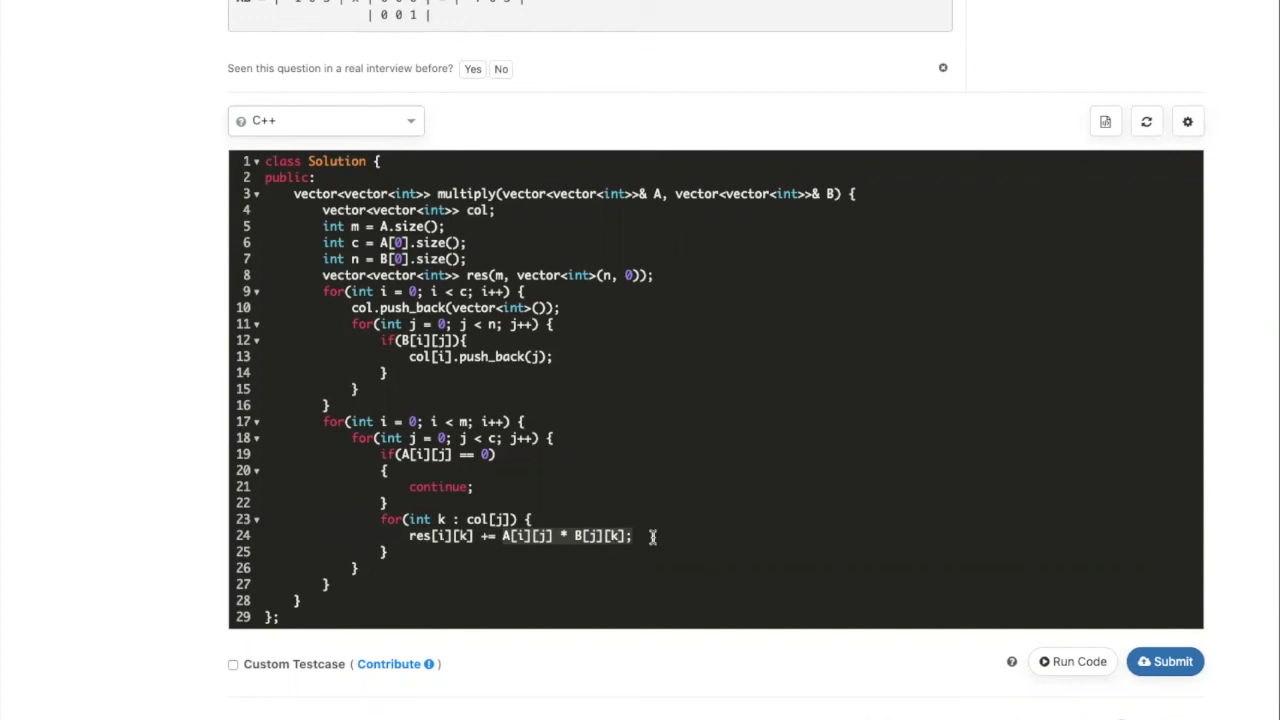 | 0 0 1 |
Seen this question in a real interview before? Yes No
C++
1 class Solution {
2 public:
3 vector<vector<int>> multiply(vector<vector<int>>& A, vector<vector<int>>& B) {
4 vector<vector<int>> col;
5 int m = A.size();
6 int c = A[0].size();
7 int n = B[0].size();
8 vector<vector<int>> res(m, vector<int>(n, 0));
9 for(int i = 0; i < c; i++) {
10 col.push_back(vector<int>());
11 for(int j = 0; j < n; j++) {
12 if(B[i][j]){
13 col[i].push_back(j);
14 }
15 }
16 }
17 for(int i = 0; i < m; i++) {
18 for(int j = 0; j < c; j++) {
19 if(A[i][j] == 0)
20 {
21 continue;
22 }
23 for(int k : col[j]) {
24 res[i][k] += A[i][j] * B[j][k];
25 }
26 }
27 }
28 }
29 };
Custom Testcase ( Contribute )
Run Code
Submit